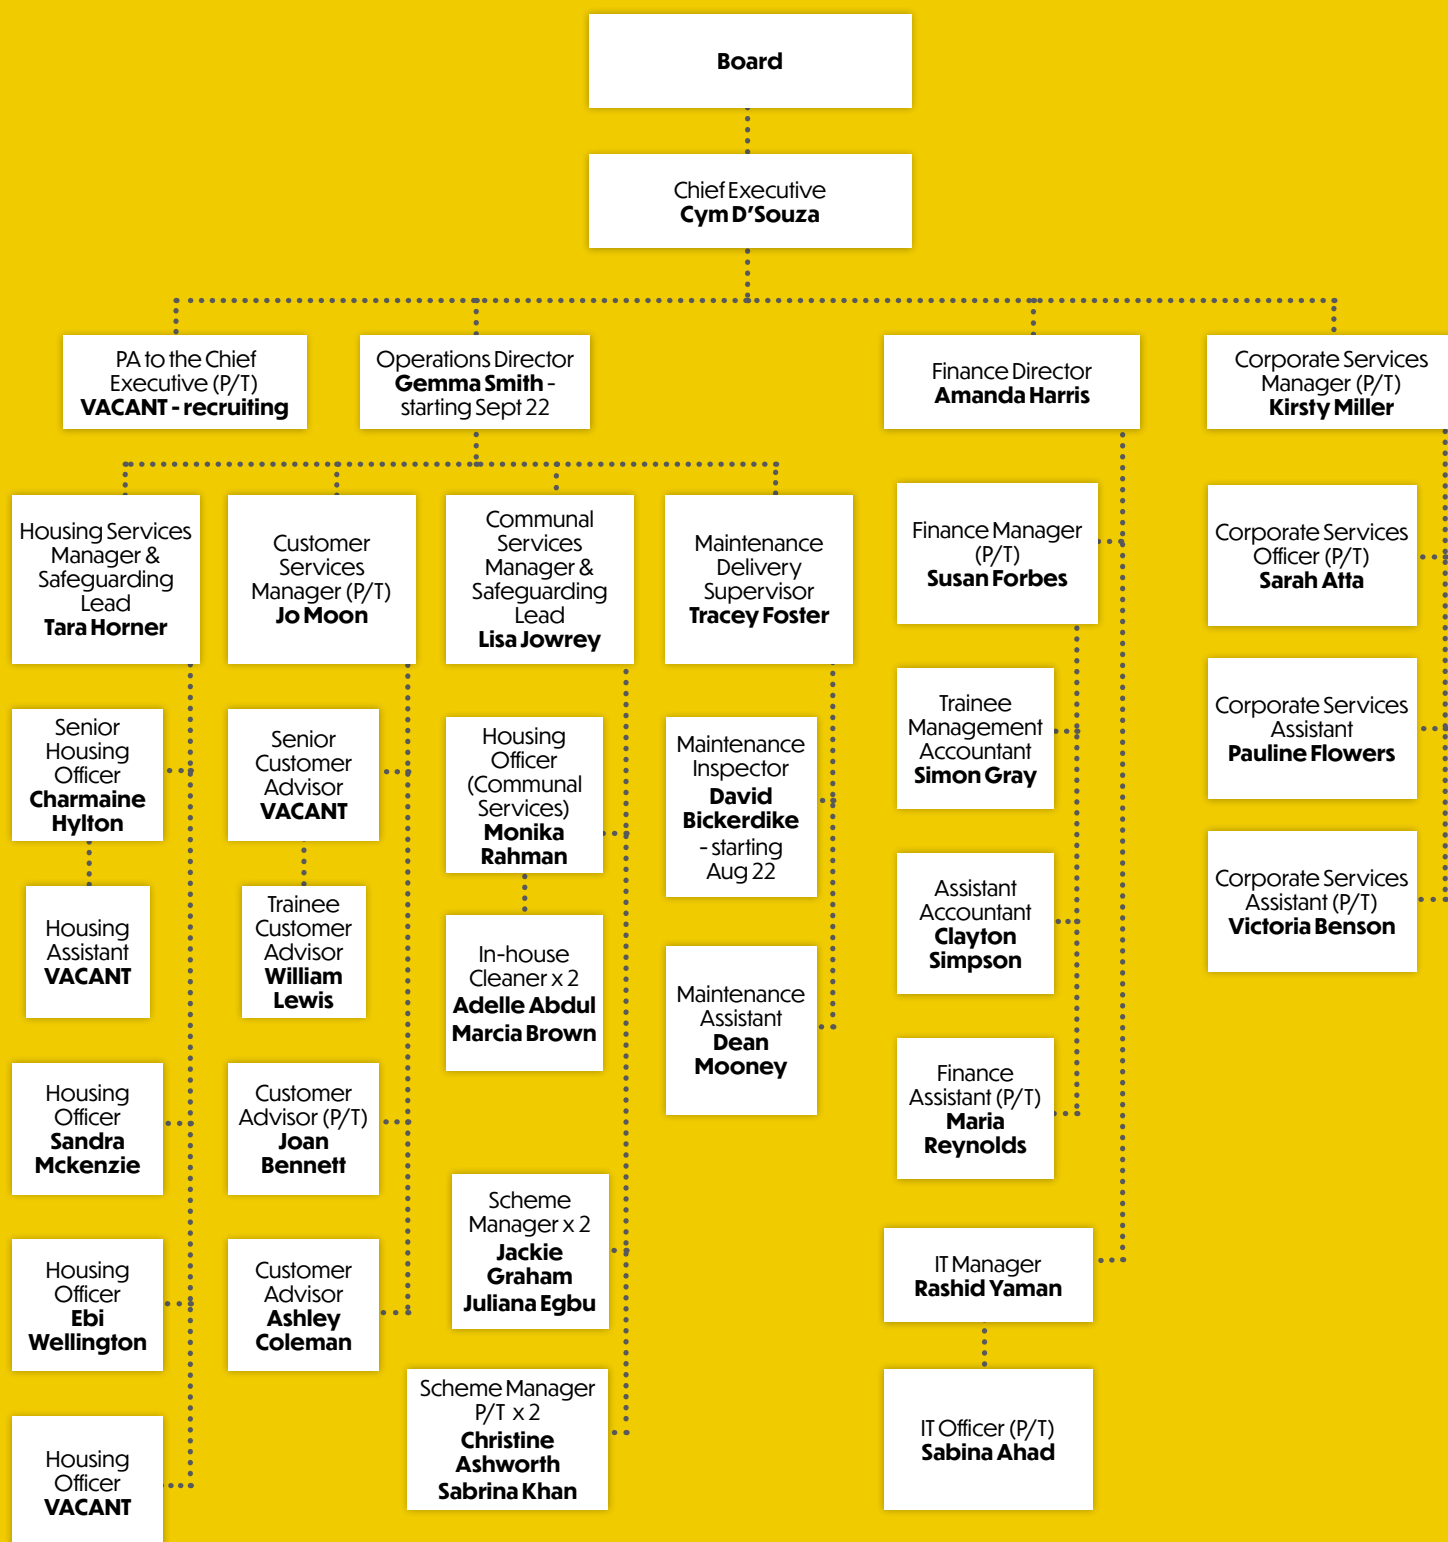 Board
Chief Executive
Cym D'Souza
PA to the Chief
Executive (P/T)
VACANT - recruiting
Operations Director
Gemma Smith -
starting Sept 22
Finance Director
Amanda Harris
Corporate Services
Manager (P/T)
Kirsty Miller
Housing Services
Manager &
Safeguarding
Lead
Tara Horner
Customer
Services
Manager (P/T)
Jo Moon
Communal
Services
Manager &
Safeguarding
Lead
Lisa Jowrey
Maintenance
Delivery
Supervisor
Tracey Foster
Finance Manager
(P/T)
Susan Forbes
Corporate Services
Officer (P/T)
Sarah Atta
Senior
Housing
Officer
Charmaine
Hylton
Senior
Customer
Advisor
VACANT
Housing
Officer
(Communal
Services)
Monika
Rahman
Maintenance
Inspector
David
Bickerdike
- starting
Aug 22
Trainee
Management
Accountant
Simon Gray
Corporate Services
Assistant
Pauline Flowers
Housing
Assistant
VACANT
Trainee
Customer
Advisor
William
Lewis
In-house
Cleaner x 2
Adelle Abdul
Marcia Brown
Maintenance
Assistant
Dean
Mooney
Assistant
Accountant
Clayton
Simpson
Corporate Services
Assistant (P/T)
Victoria Benson
Housing
Officer
Sandra
Mckenzie
Customer
Advisor (P/T)
Joan
Bennett
Finance
Assistant (P/T)
Maria
Reynolds
Housing
Officer
Ebi
Wellington
Customer
Advisor
Ashley
Coleman
Scheme
Manager x 2
Jackie
Graham
Juliana Egbu
IT Manager
Rashid Yaman
Housing
Officer
VACANT
Scheme Manager
P/T x 2
Christine
Ashworth
Sabrina Khan
IT Officer (P/T)
Sabina Ahad